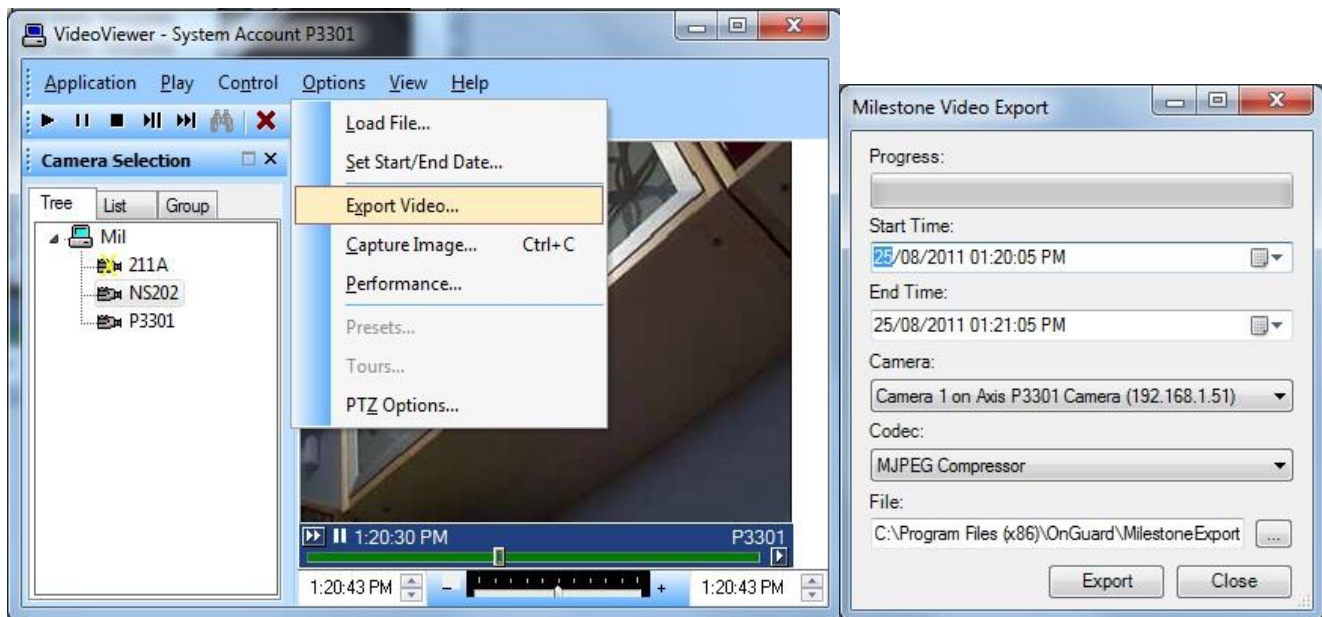 VideoViewer - System Account P3301
Application Play Control Options View Help
Camera Selection
Tree List Group
Mil
211A
NS202
P3301
Load File...
Set Start/End Date...
Export Video...
Capture Image... Ctrl+C
Performance...
Presets...
Tours...
PTZ Options...
1:20:30 PM P3301
1:20:43 PM - + 1:20:43 PM
Milestone Video Export
Progress:
Start Time:
25/08/2011 01:20:05 PM
End Time:
25/08/2011 01:21:05 PM
Camera:
Camera 1 on Axis P3301 Camera (192.168.1.51)
Codec:
MJPEG Compressor
File:
C:\Program Files (x86)\OnGuard\MilestoneExport ...
Export Close